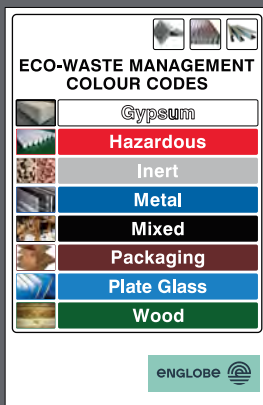 ECO-WASTE MANAGEMENT
COLOUR CODES
Gypsum
Hazardous
Inert
Metal
Mixed
Packaging
Plate Glass
Wood
ENGLOBE